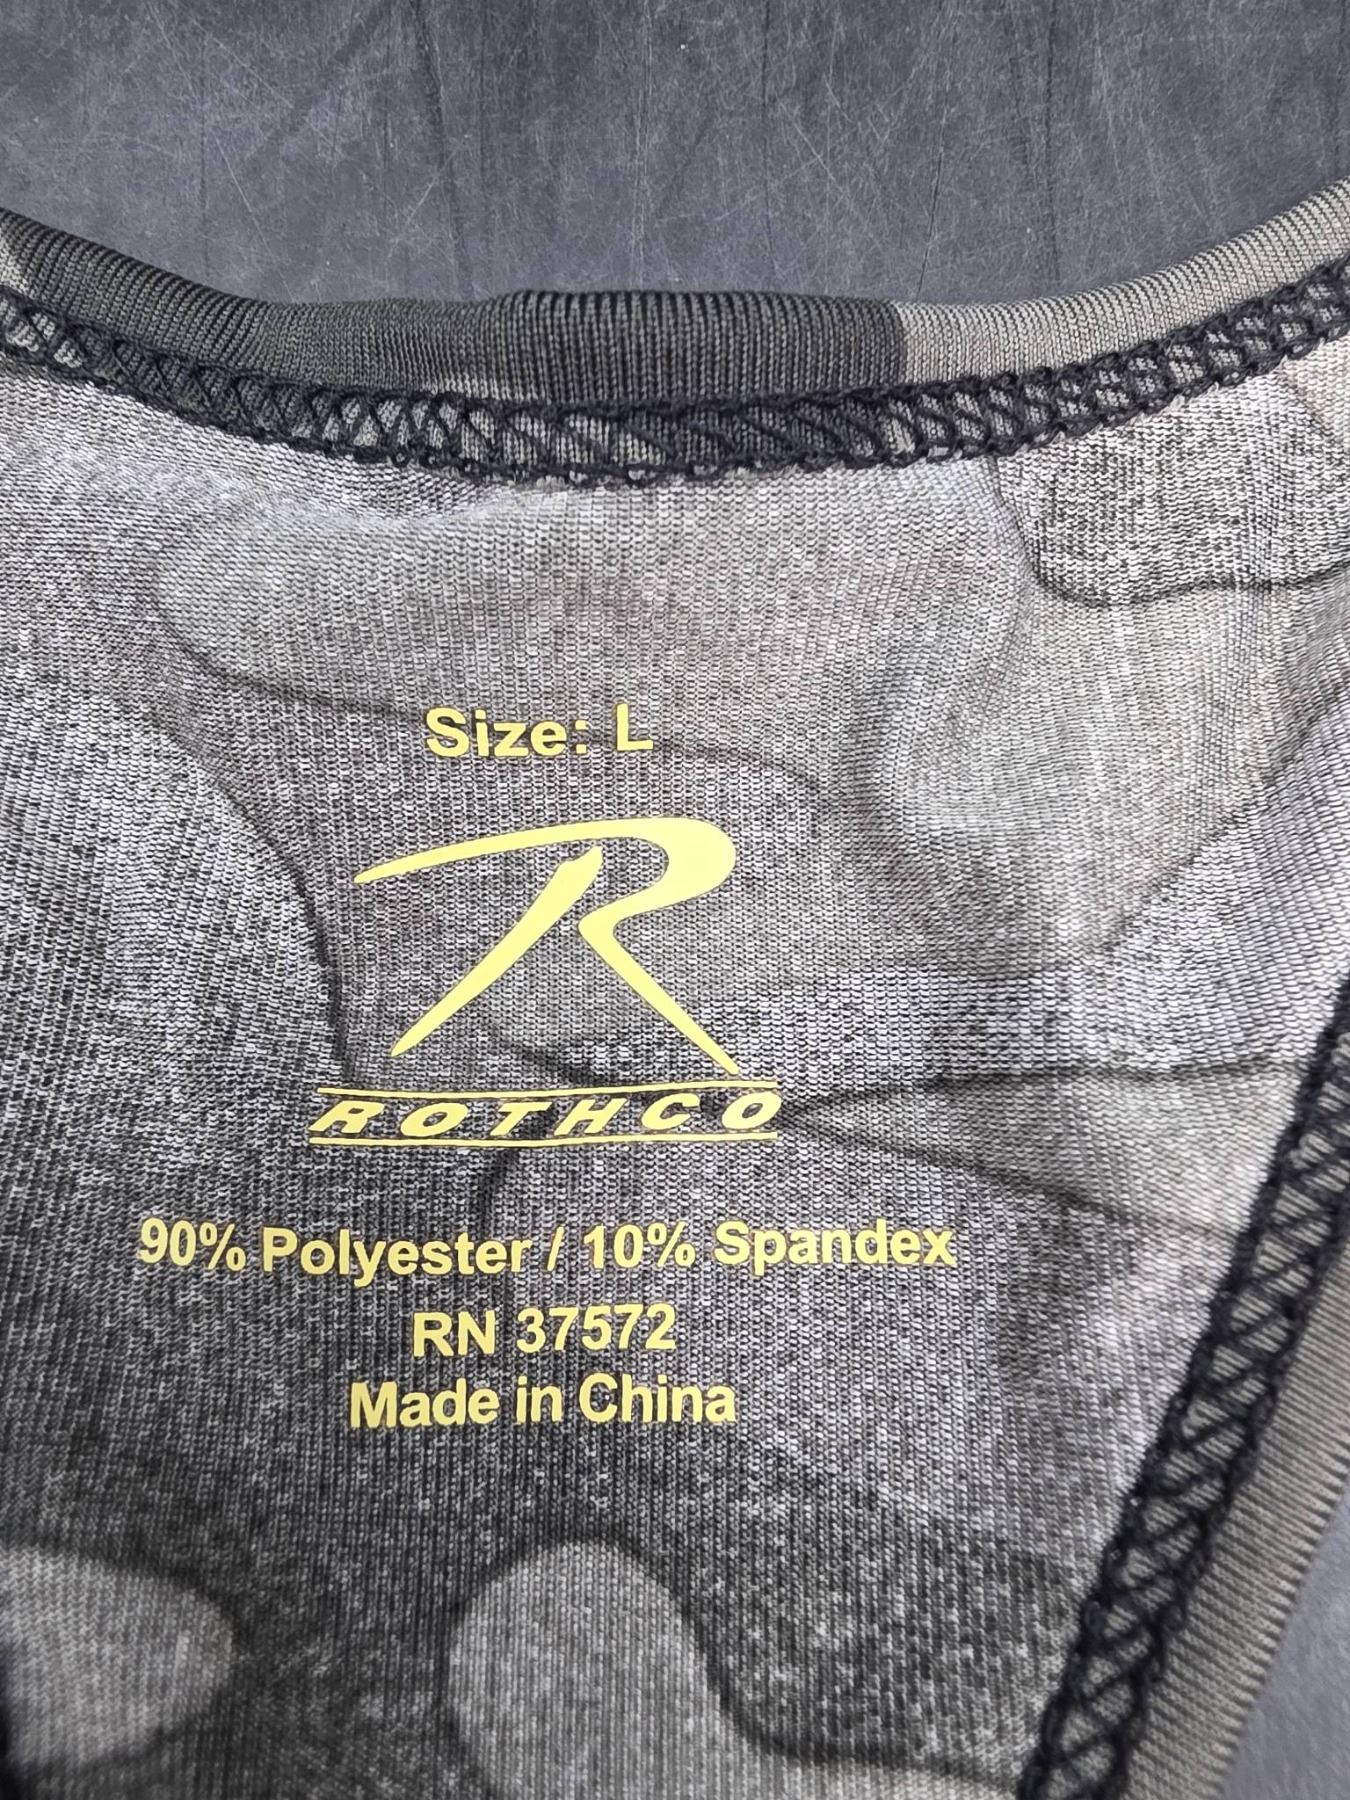 Size: L
R
ROTHCO
90% Polyester / 10% Spandex
RN 37572
Made in China